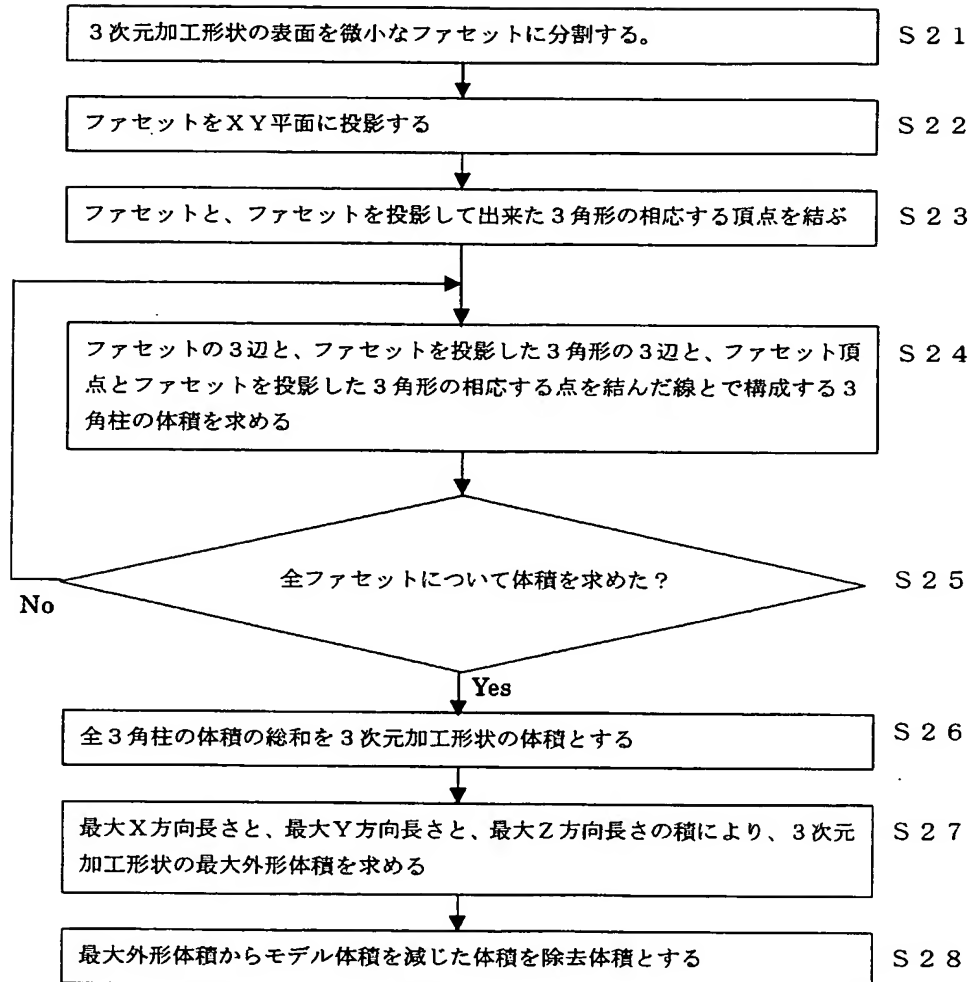 3次元加工形状の表面を微小なファセットに分割する。
S21
ファセットをXY平面に投影する
S22
ファセットと、ファセットを投影して出来た3角形の相応する頂点を結ぶ
S23
ファセットの3辺と、ファセットを投影した3角形の3辺と、ファセット頂
点とファセットを投影した3角形の相応する点を結んだ線とで構成する3
角柱の体積を求める
S24
全ファセットについて体積を求めた?
S25
No
Yes
全3角柱の体積の総和を3次元加工形状の体積とする
S26
最大X方向長さと、最大Y方向長さと、最大Z方向長さの積により、3次元
加工形状の最大外形体積を求める
S27
最大外形体積からモデル体積を減じた体積を除去体積とする
S28